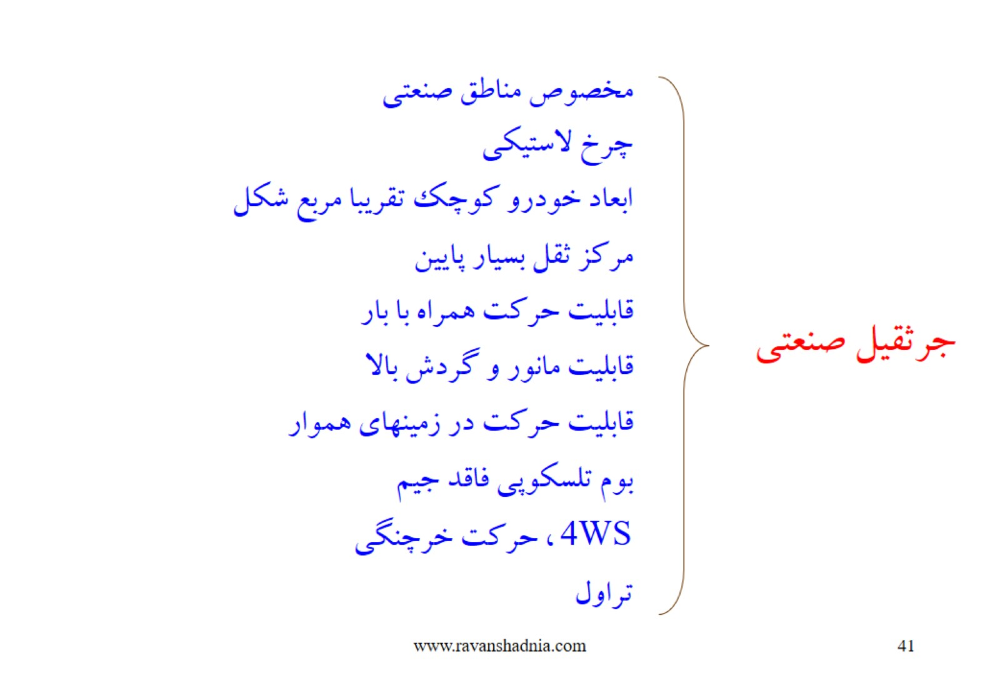 مخصوص مناطق صنعتی
چرخ لاستیکی
ابعاد خودرو کوچک تقریبا مربع شکل
مرکز ثقل بسیار پایین
قابلیت حرکت همراه با بار
جرثقیل صنعتی
قابلیت مانور و گردش بالا
قابلیت حرکت در زمینهای هموار
بوم تلسکوپی فاقد جیم
4WS ، حرکت خرچنگی
تراول
www.ravanshadnia.com
41